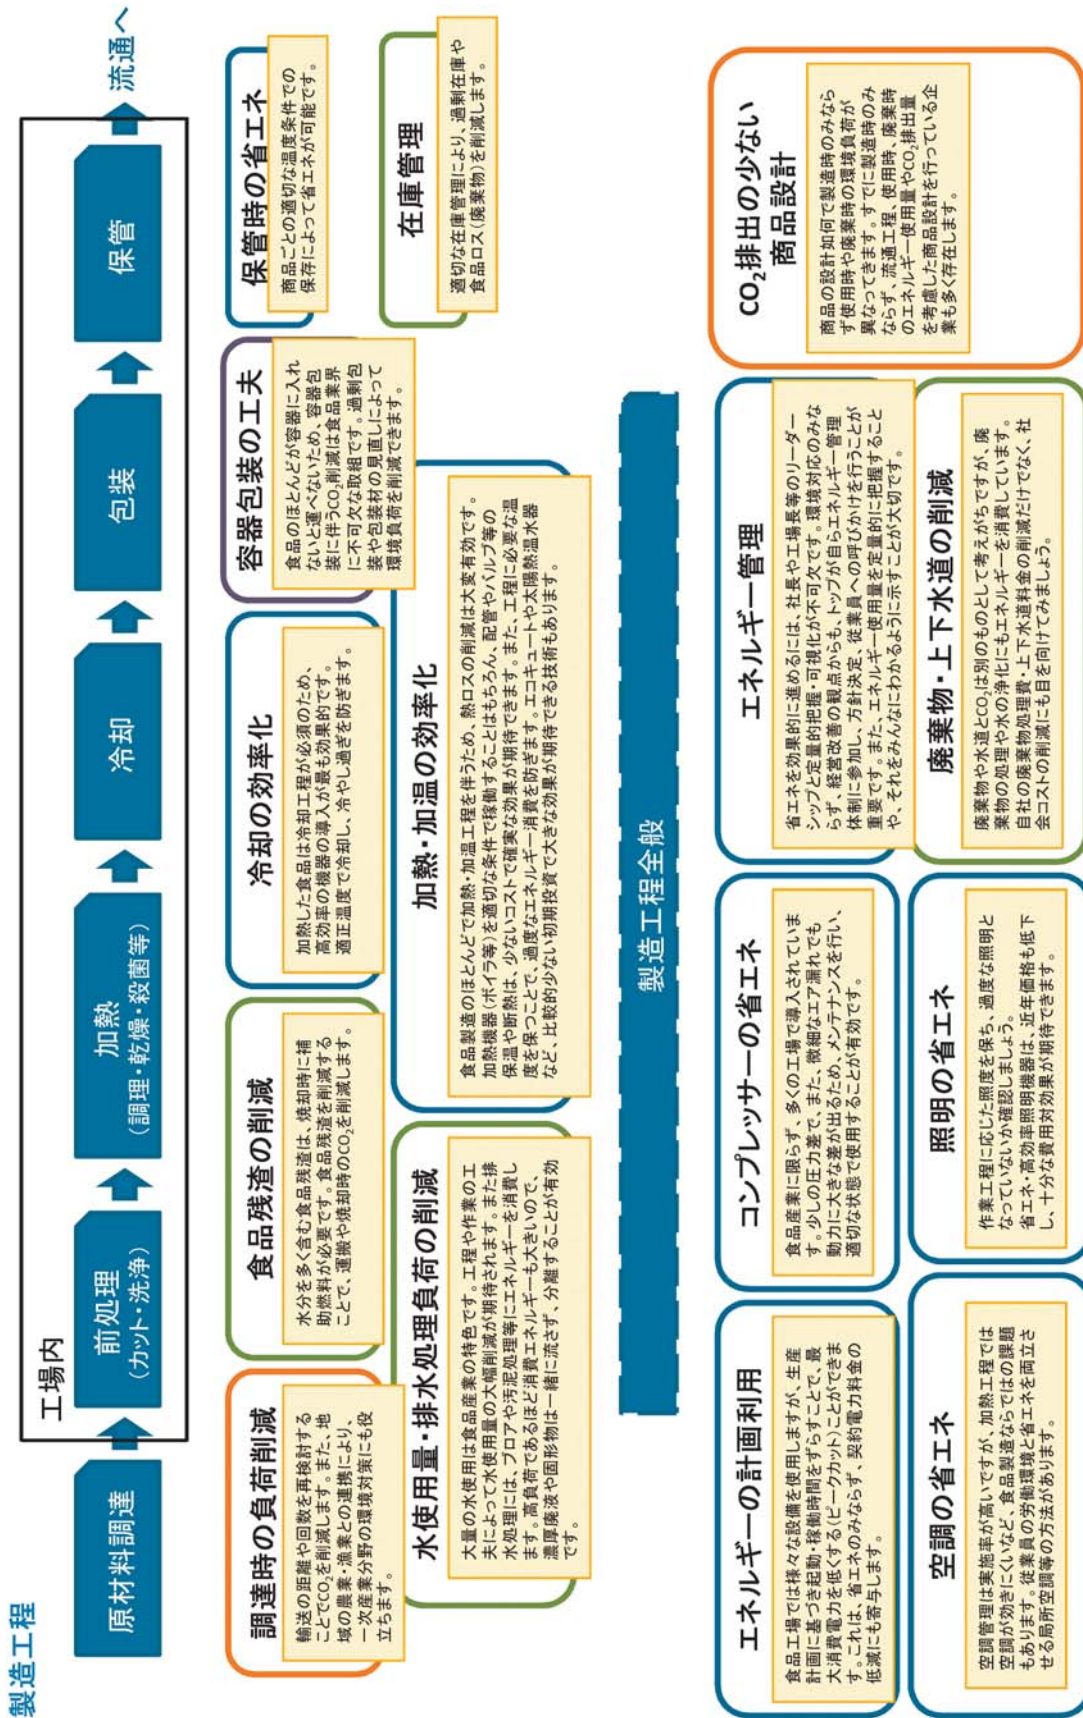 製造工程
工場内
原材料調達
前処理
（カット・洗浄）
加熱
（調理・乾燥・殺菌等）
冷却
包装
保管
流通へ
調達時の負荷削減
輸送の距離や回数を再検討する
ことでCO₂を削減します。また、地
域の農業・漁業との連携により、
一次産業分野の環境対策にも役
立ちます。
食品残渣の削減
水分を多く含む食品残渣は、焼却時に補
助燃料が必要です。食品残渣を削減する
ことで、運搬や焼却時のCO₂を削減します。
冷却の効率化
加熱した食品は冷却工程が必須のため、
高効率の機器の導入が最も効果的です。
適正温度で冷却し、冷やし過ぎを防ぎます。
容器包装の工夫
食品のほとんどが容器に入れ
ないと運べないため、容器包
装に伴うCO₂削減は食品業界
に不可欠な取組です。過剰包
装や包装材の見直しによって
環境負荷を削減できます。
保管時の省エネ
商品ごとの適切な温度条件での
保存によって省エネが可能です。
水使用量・排水処理負荷の削減
大量の水使用は食品産業の特色です。工程や作業の工
夫によって水使用量の大幅削減が期待されます。また排
水処理には、ブロアや汚泥処理等にエネルギーを消費し
ます。高負荷であるほど消費エネルギーも大きいので、
濃厚廃液や固形物は一緒に流さず、分離することが有効
です。
加熱・加温の効率化
食品製造のほとんどで加熱・加温工程を伴うため、熱ロスの削減は大変有効です。
加熱機器（ボイラ等）を適切な条件で稼働することはもちろん、配管やバルブ等の
保温や断熱は、少ないコストで確実な効果が期待できます。また、工程に必要な温
度を保つことで、過度なエネルギー消費を防ぎます。エコキュートや太陽熱温水器
など、比較的少ない初期投資で大きな効果が期待できる技術もあります。
在庫管理
適切な在庫管理により、過剰在庫や
食品ロス（廃棄物）を削減します。
製造工程全般
エネルギーの計画利用
食品工場では様々な設備を使用しますが、生産
計画に基づき起動・稼働時間をずらすことで、最
大消費電力を低くする（ピークカット）ことができま
す。これは、省エネのみならず、契約電力料金の
低減にも寄与します。
コンプレッサーの省エネ
食品産業に限らず、多くの工場で導入されていま
す。少しの圧力差で、また、微細なエア漏れでも
動力に大きな差が出るため、メンテナンスを行い、
適切な状態で使用することが有効です。
エネルギー管理
省エネを効果的に進めるには、社長や工場長等のリーダー
シップと定量的把握・可視化が不可欠です。環境対応のみな
らず、経営改善の観点からも、トップが自らエネルギー管理
体制に参加し、方針決定、従業員への呼びかけを行うことが
重要です。また、エネルギー使用量を定量的に把握すること
や、それをみんなにわかるように示すことが大切です。
CO₂排出の少ない
商品設計
商品の設計如何で製造時のみなら
ず使用時や廃棄時の環境負荷が
異なってきます。すでに製造時のみ
ならず、流通工程、使用時、廃棄時
のエネルギー使用量やCO₂排出量
を考慮した商品設計を行っている企
業も多く存在します。
空調の省エネ
空調管理は実施率が高いですが、加熱工程では
空調が効きにくいなど、食品製造ならではの課題
もあります。従業員の労働環境と省エネを両立さ
せる局所空調等の方法があります。
照明の省エネ
作業工程に応じた照度を保ち、過度な照明と
なっていないか確認しましょう。
省エネ・高効率照明機器は、近年価格も低下
し、十分な費用対効果が期待できます。
廃棄物・上下水道の削減
廃棄物や水道とCO₂は別のものとして考えがちですが、廃
棄物の処理や水の浄化にもエネルギーを消費しています。
自社の廃棄物処理費・上下水道料金の削減だけでなく、社
会コストの削減にも目を向けてみましょう。